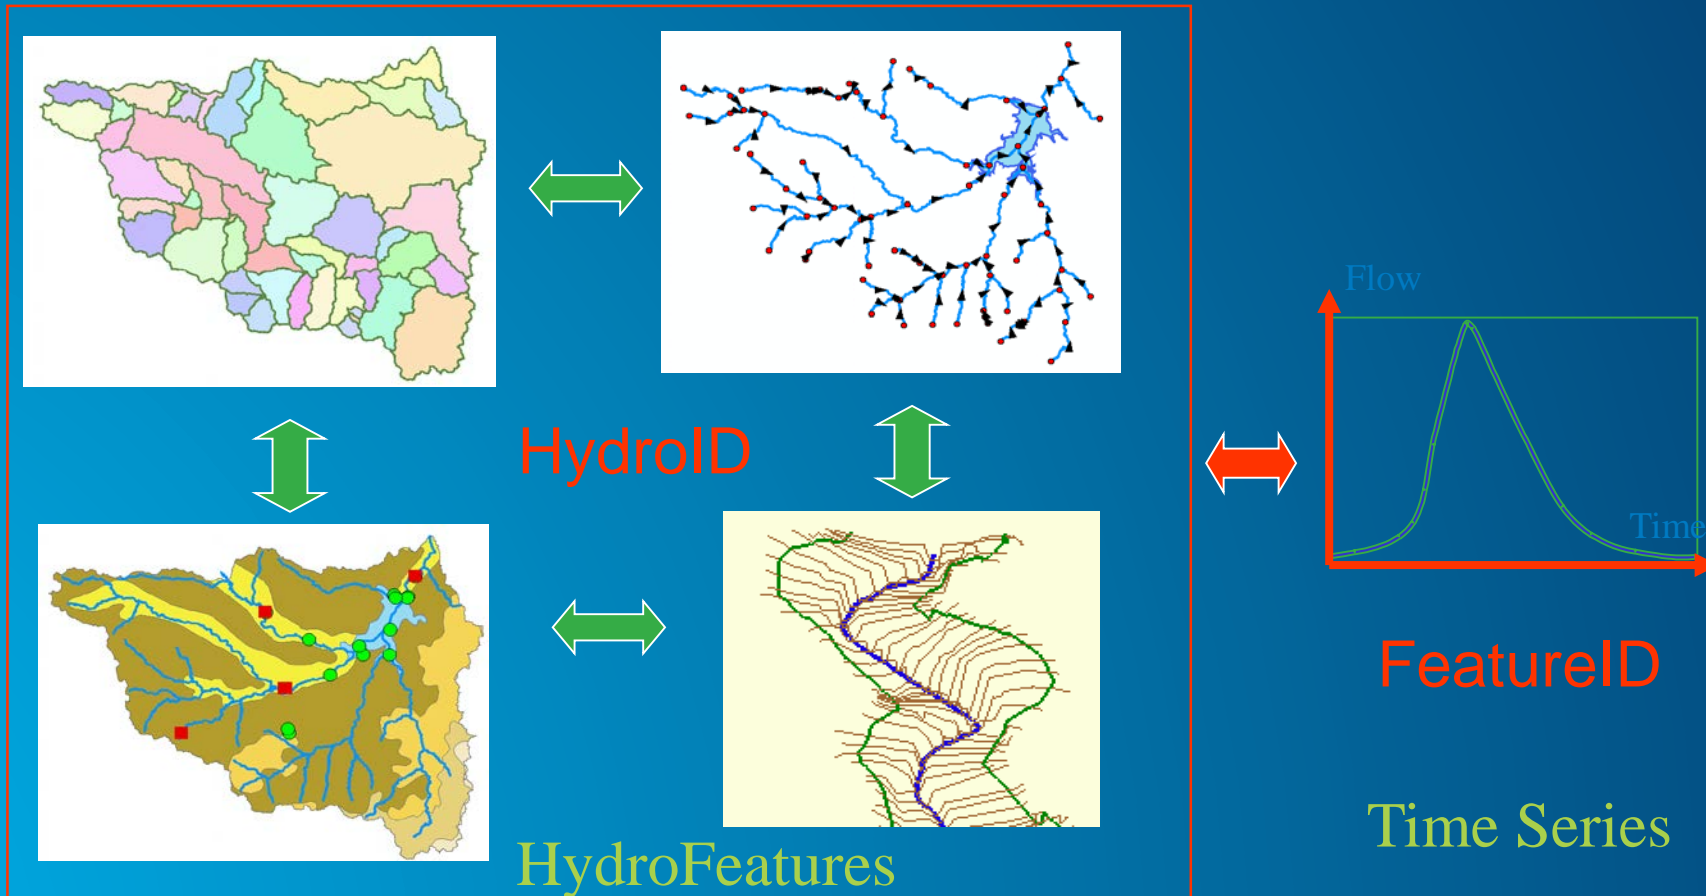 HydroID
HydroFeatures
Flow
Time
FeatureID
Time Series